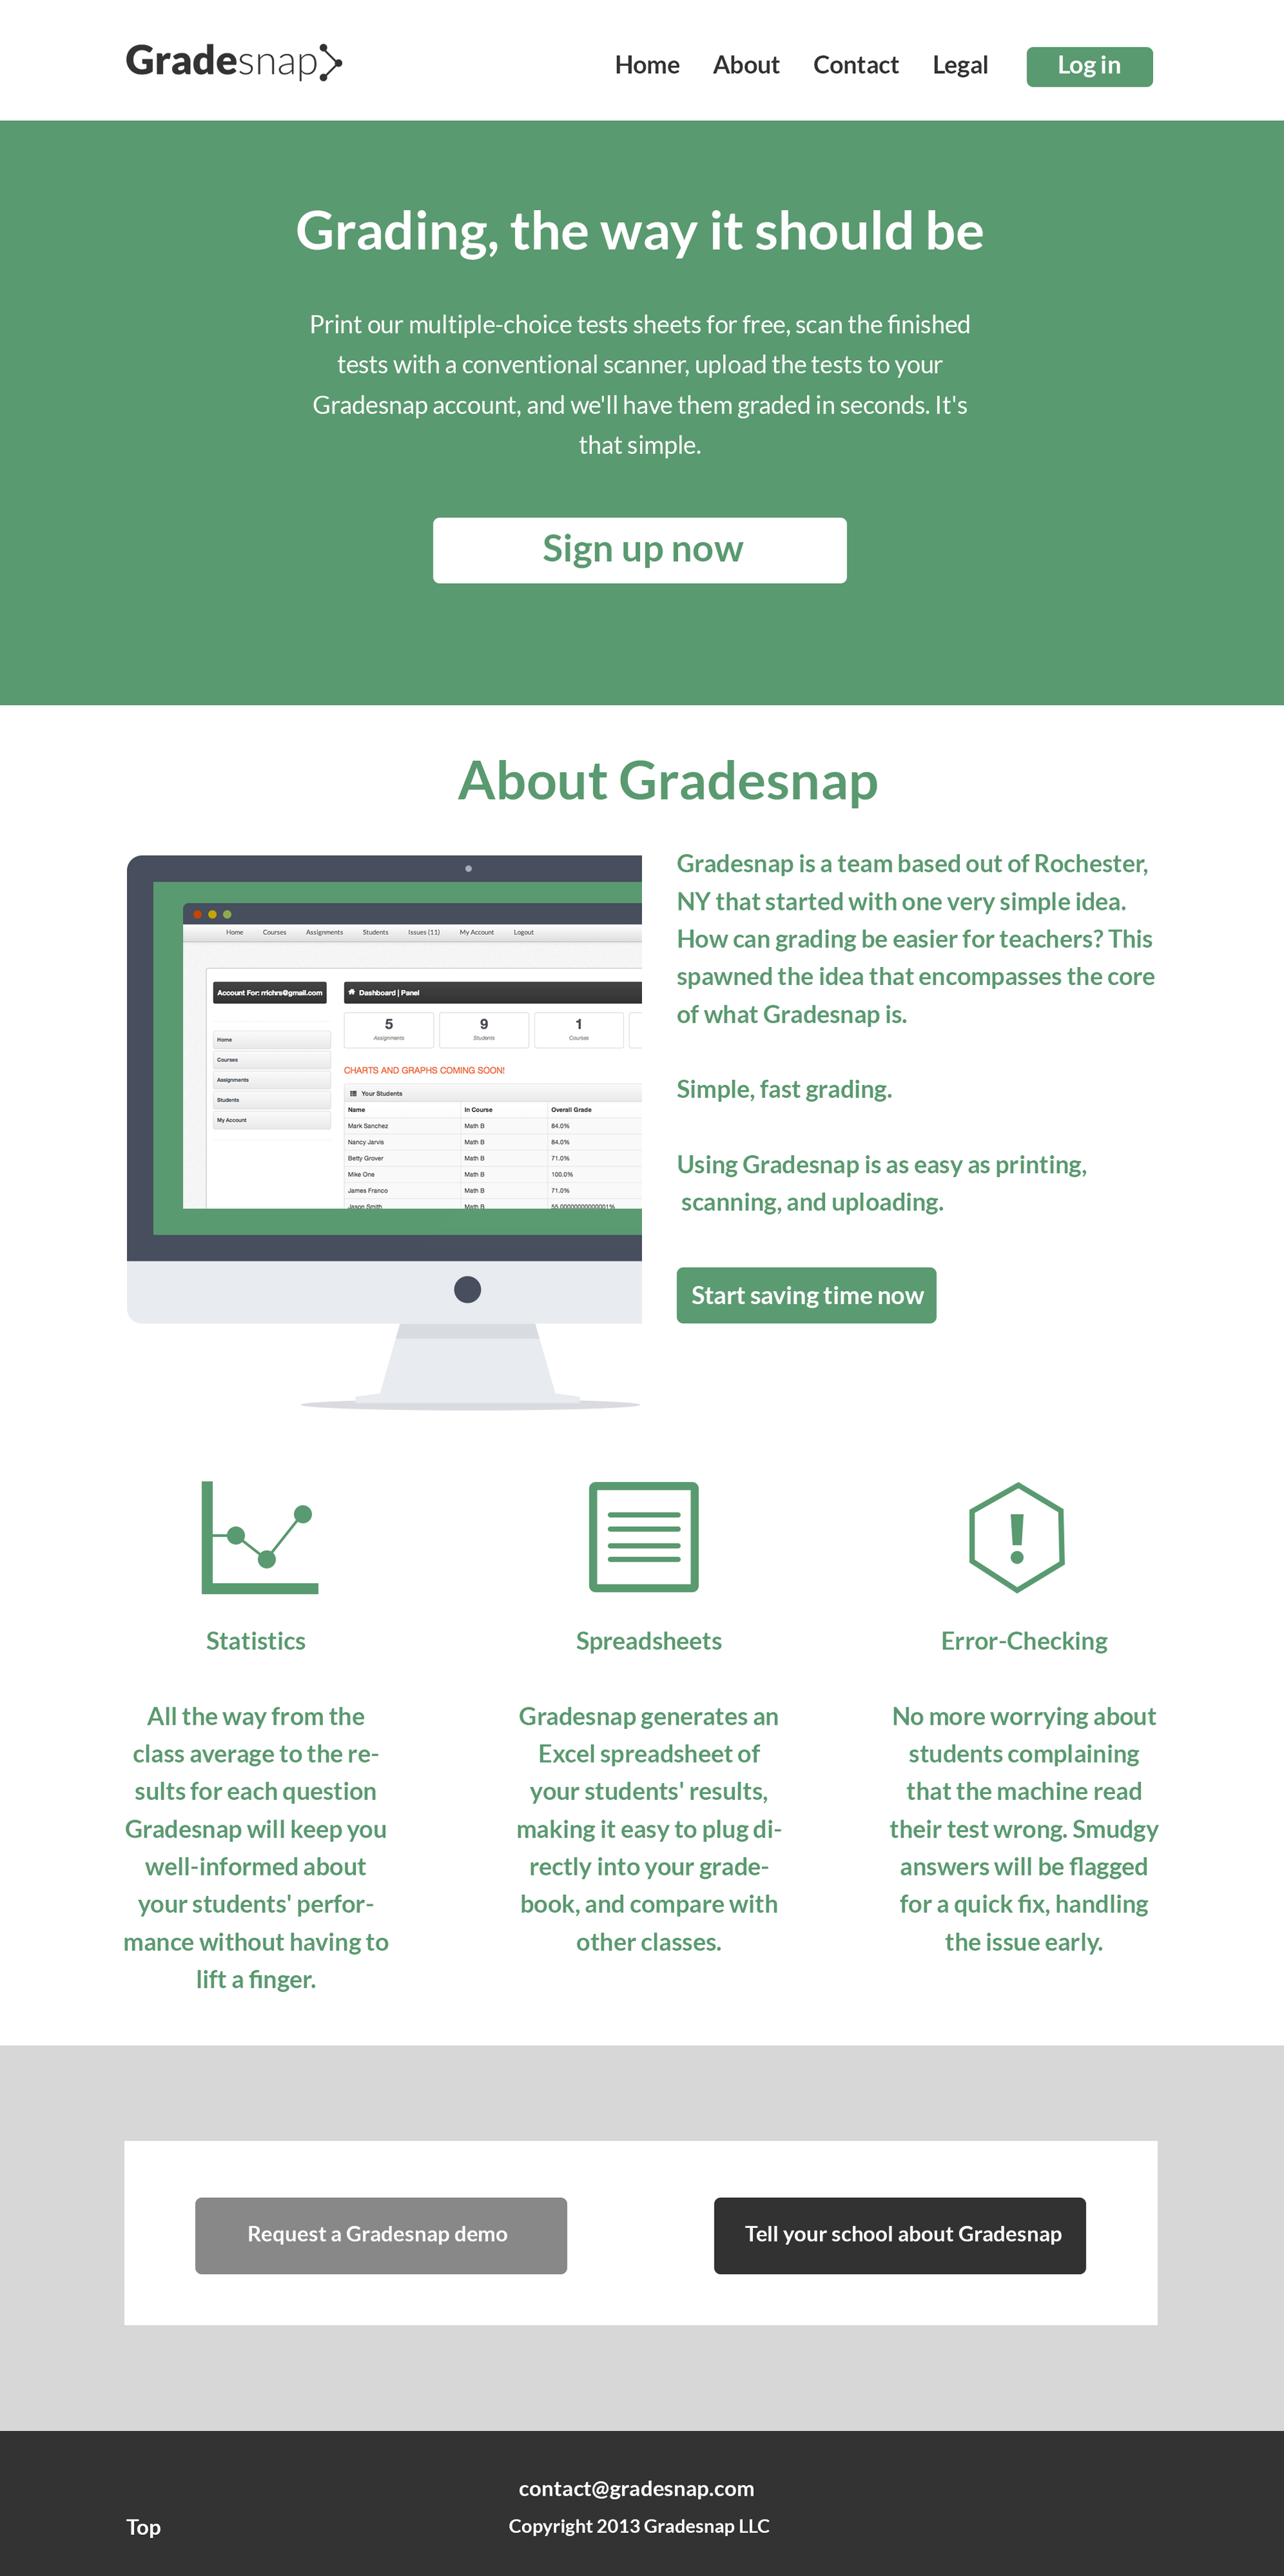 Gradesnap
Home About Contact Legal Log in
Grading, the way it should be
Print our multiple-choice tests sheets for free, scan the finished
tests with a conventional scanner, upload the tests to your
Gradesnap account, and we'll have them graded in seconds. It's
that simple.
Sign up now
About Gradesnap
Home Courses Assignments Students Issues (11) My Account Logout
Account For: rrichrs@gmail.com
Home
Courses
Assignments
Students
My Account
Dashboard | Panel
5 9 1
Assignments Students Courses
CHARTS AND GRAPHS COMING SOON!
Your Students
Name In Course Overall Grade
Mark Sanchez Math B 84.0%
Nancy Jarvis Math B 84.0%
Betty Grover Math B 71.0%
Mike One Math B 100.0%
James Franco Math B 71.0%
Jason Smith Math B 55.00000000000001%
Gradesnap is a team based out of Rochester,
NY that started with one very simple idea.
How can grading be easier for teachers? This
spawned the idea that encompasses the core
of what Gradesnap is.
Simple, fast grading.
Using Gradesnap is as easy as printing,
scanning, and uploading.
Start saving time now
Statistics
All the way from the
class average to the re-
sults for each question
Gradesnap will keep you
well-informed about
your students' perfor-
mance without having to
lift a finger.
Spreadsheets
Gradesnap generates an
Excel spreadsheet of
your students' results,
making it easy to plug di-
rectly into your grade-
book, and compare with
other classes.
Error-Checking
No more worrying about
students complaining
that the machine read
their test wrong. Smudgy
answers will be flagged
for a quick fix, handling
the issue early.
Request a Gradesnap demo
Tell your school about Gradesnap
contact@gradesnap.com
Top
Copyright 2013 Gradesnap LLC